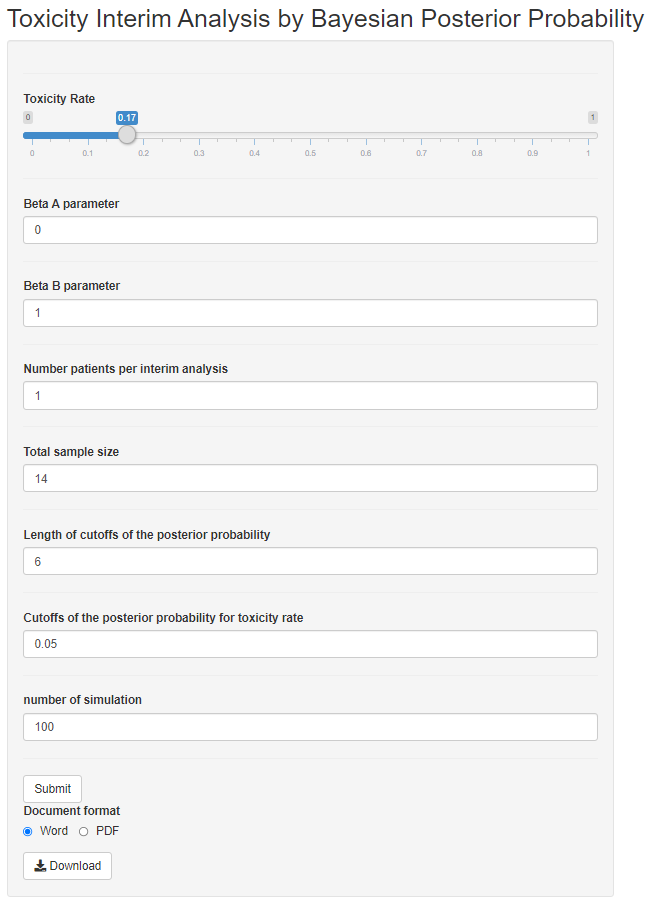 Toxicity Interim Analysis by Bayesian Posterior Probability
Toxicity Rate
0 0.17 1
0 0.1 0.2 0.3 0.4 0.5 0.6 0.7 0.8 0.9 1
Beta A parameter
0
Beta B parameter
1
Number patients per interim analysis
1
Total sample size
14
Length of cutoffs of the posterior probability
6
Cutoffs of the posterior probability for toxicity rate
0.05
number of simulation
100
Submit
Document format
Word PDF
Download